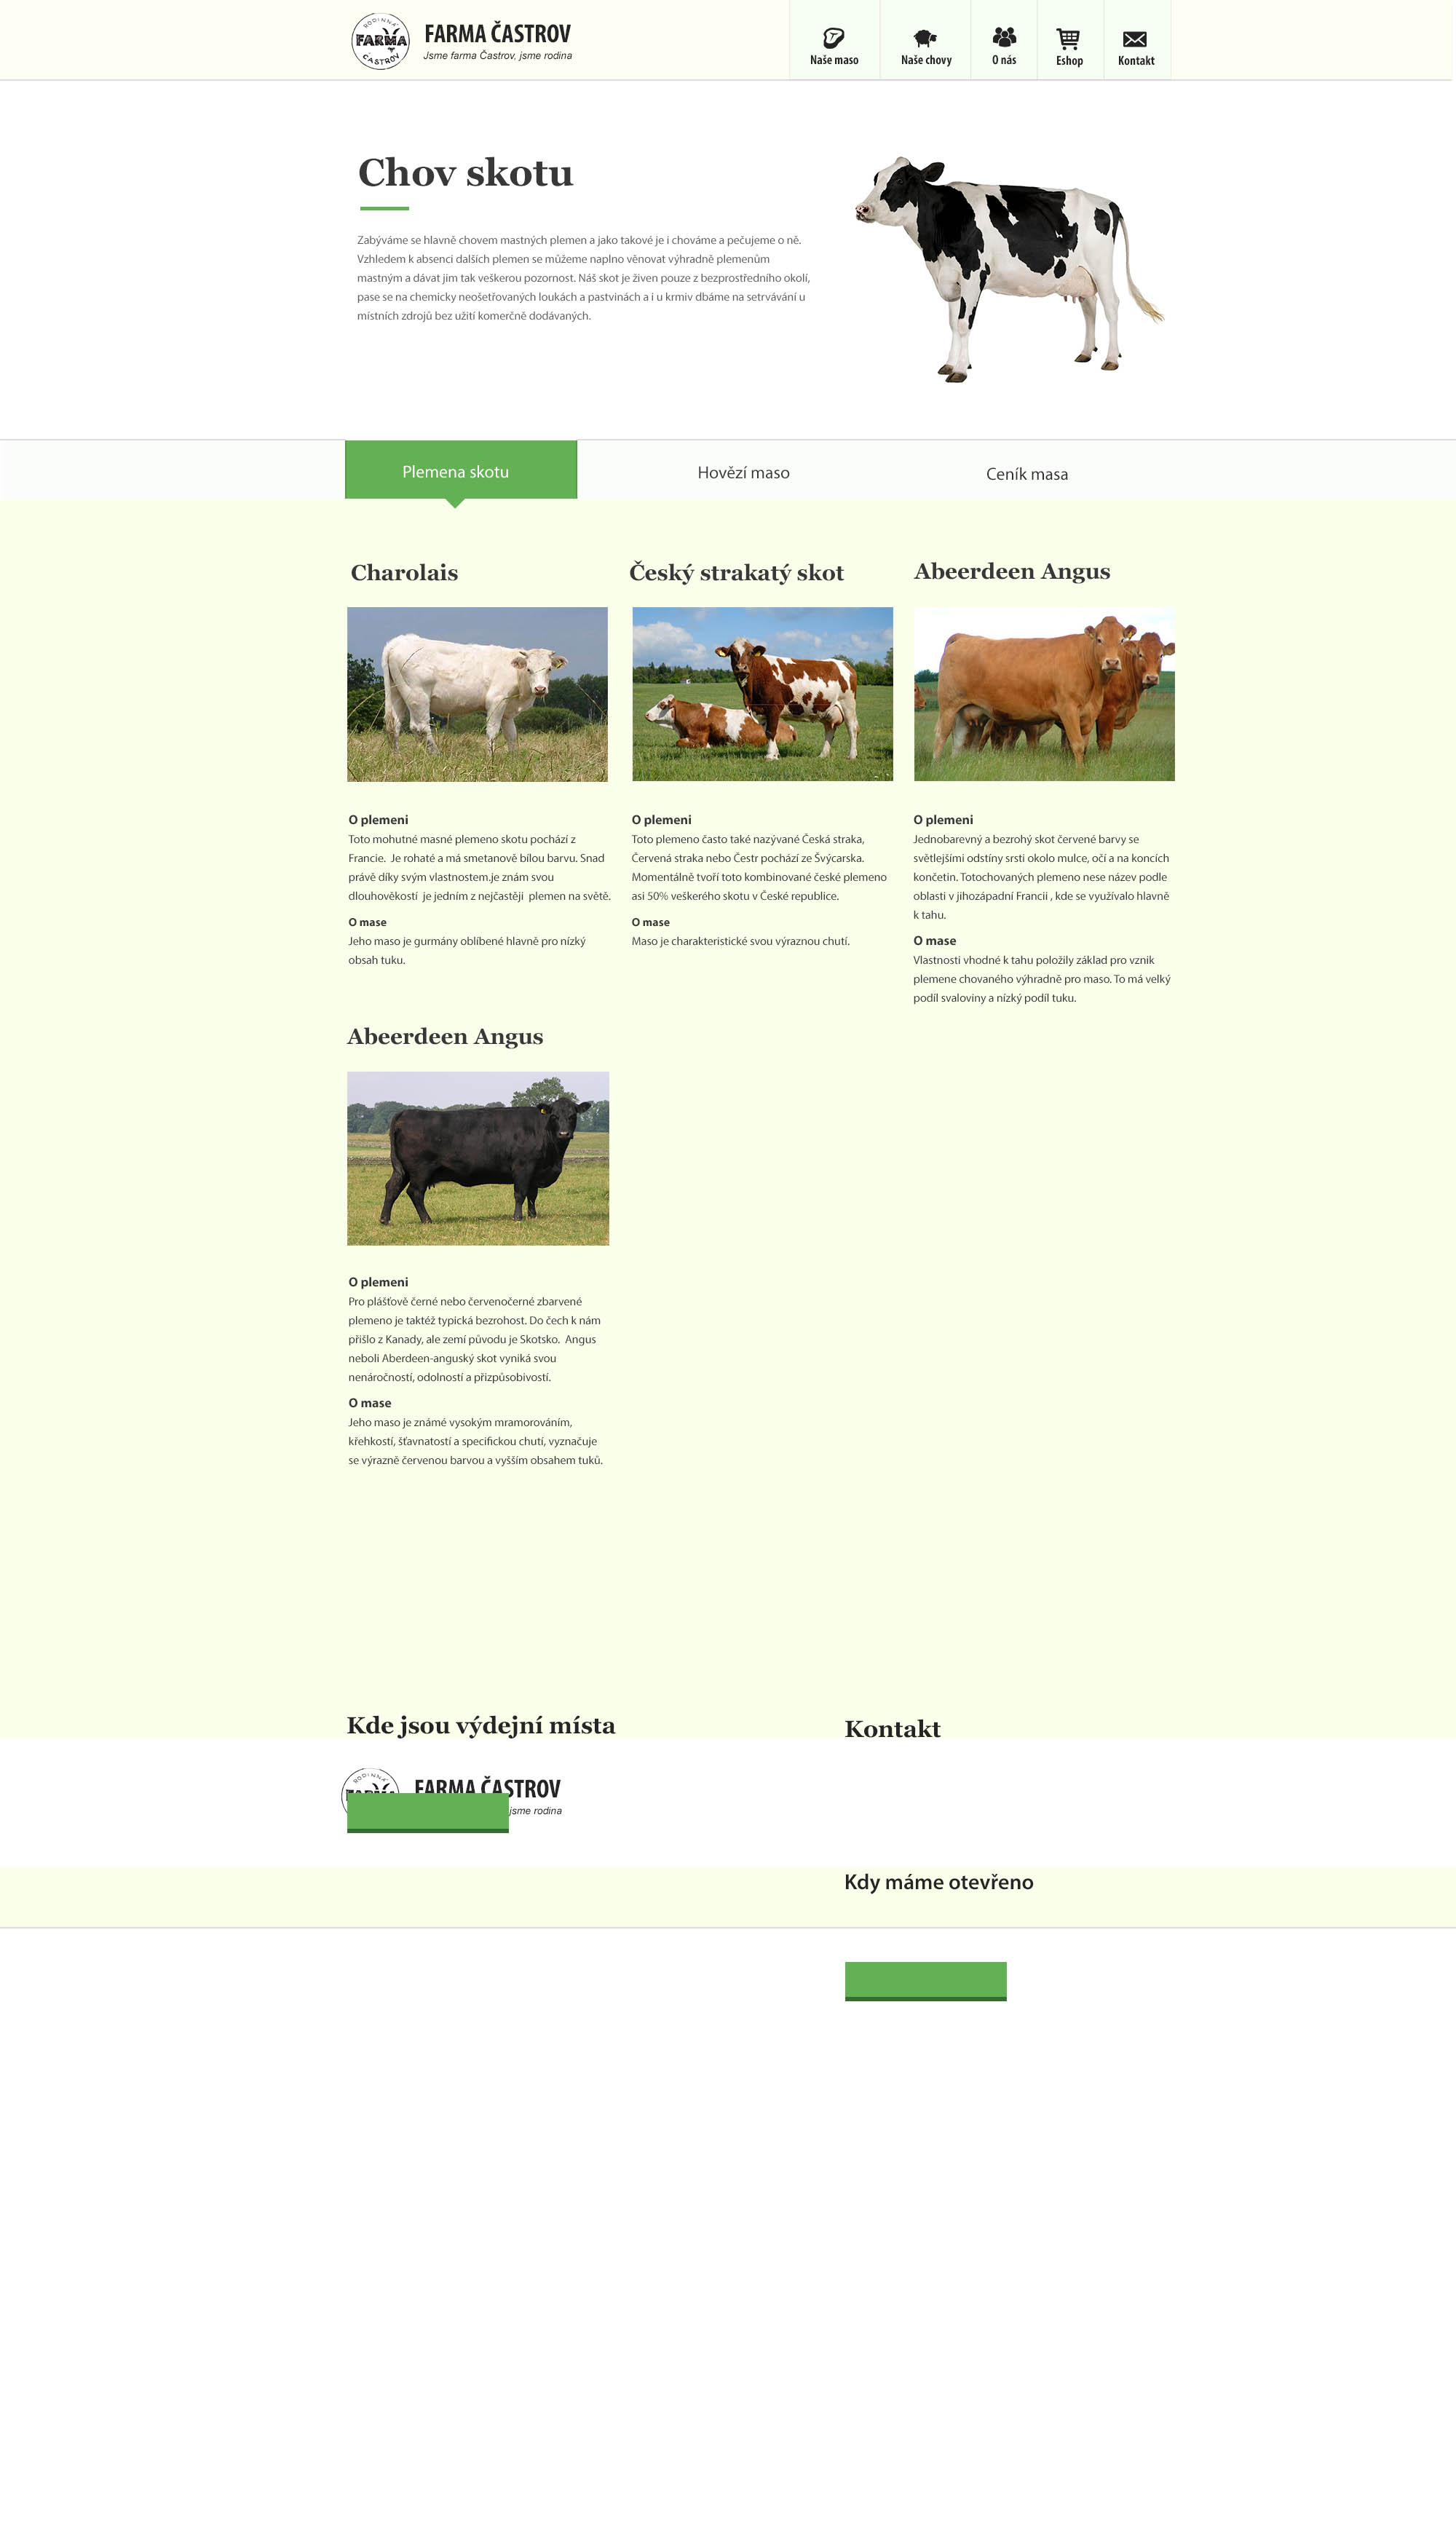 RODINNÁ
FARMA
ČASTROV
FARMA ČASTROV
Jsme farma Častrov, jsme rodina
Naše maso
Naše chovy
O nás
Eshop
Kontakt
Chov skotu
Zabýváme se hlavně chovem mastných plemen a jako takové je i chováme a pečujeme o ně.
Vzhledem k absenci dalších plemen se můžeme naplno věnovat výhradně plemenům
mastným a dávat jim tak veškerou pozornost. Náš skot je živen pouze z bezprostředního okolí,
pase se na chemicky neošetřovaných loukách a pastvinách a i u krmiv dbáme na setrvávání u
místních zdrojů bez užití komerčně dodávaných.
Plemena skotu
Hovězí maso
Ceník masa
Charolais
O plemeni
Toto mohutné masné plemeno skotu pochází z
Francie.  Je rohaté a má smetanově bílou barvu. Snad
právě díky svým vlastnostem.je znám svou
dlouhověkostí  je jedním z nejčastěji  plemen na světě.
O mase
Jeho maso je gurmány oblíbené hlavně pro nízký
obsah tuku.
Český strakatý skot
O plemeni
Toto plemeno často také nazývané Česká straka,
Červená straka nebo Čestr pochází ze Švýcarska.
Momentálně tvoří toto kombinované české plemeno
asi 50% veškerého skotu v České republice.
O mase
Maso je charakteristické svou výraznou chutí.
Abeerdeen Angus
O plemeni
Jednobarevný a bezrohý skot červené barvy se
světlejšími odstíny srsti okolo mulce, očí a na koncích
končetin. Totochovaných plemeno nese název podle
oblasti v jihozápadní Francii , kde se využívalo hlavně
k tahu.
O mase
Vlastnosti vhodné k tahu položily základ pro vznik
plemene chovaného výhradně pro maso. To má velký
podíl svaloviny a nízký podíl tuku.
Abeerdeen Angus
O plemeni
Pro plášťově černé nebo červenočerné zbarvené
plemeno je taktéž typická bezrohost. Do čech k nám
přišlo z Kanady, ale zemí původu je Skotsko.  Angus
neboli Aberdeen-anguský skot vyniká svou
nenáročností, odolností a přizpůsobivostí.
O mase
Jeho maso je známé vysokým mramorováním,
křehkostí, šťavnatostí a specifickou chutí, vyznačuje
se výrazně červenou barvou a vyšším obsahem tuků.
Kde jsou výdejní místa
Kontakt
RODINNÁ
FARMA ČASTROV
jsme rodina
Kdy máme otevřeno